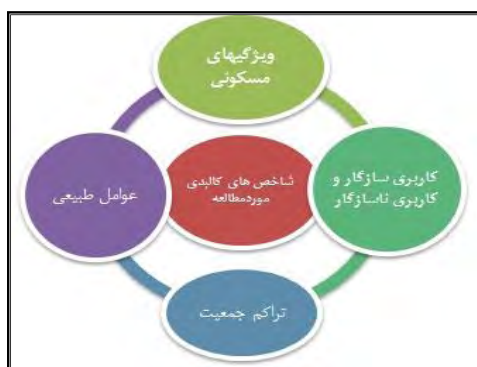 ویژگیهای
مسکونی
کاربری سازگار و
کاربری ناسازگار
شاخص های کالبدی
موردمطالعه
عوامل طبیعی
تراکم جمعیت